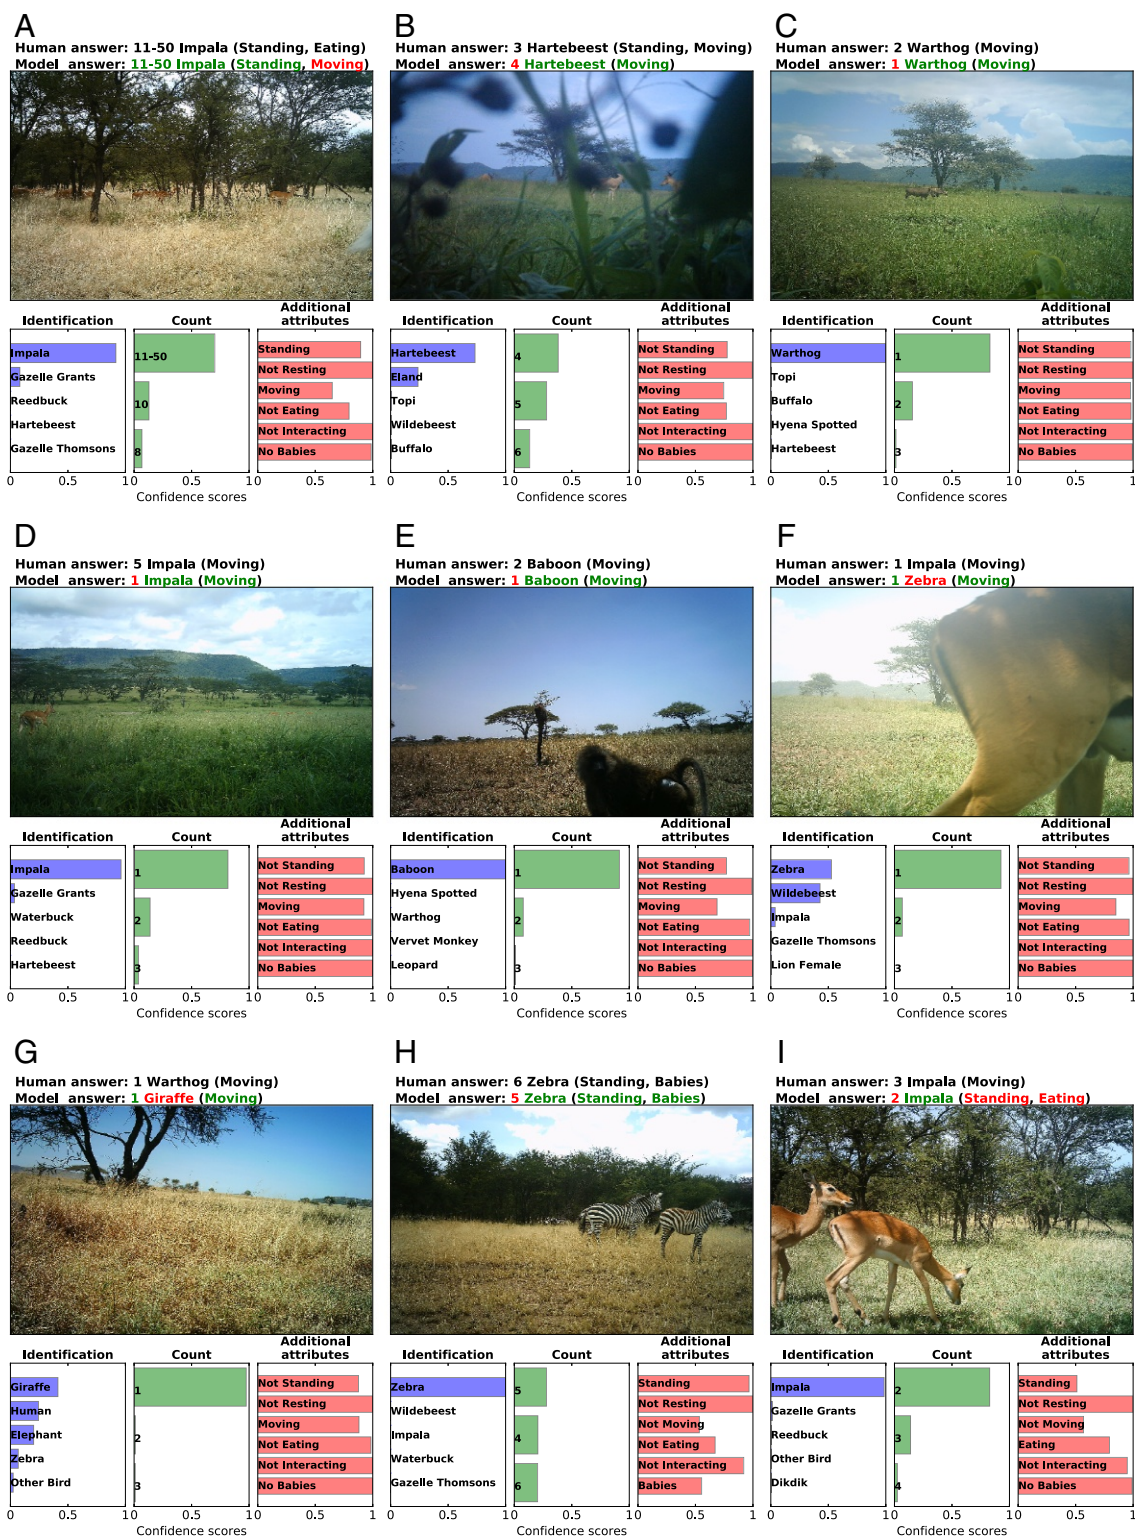 A
Human answer: 11-50 Impala (Standing, Eating)
Model answer: 11-50 Impala (Standing, Moving)
Identification
Count
Additional
attributes
Impala
Gazelle Grants
Reedbuck
Hartebeest
Gazelle Thomsons
11-50
10
8
Standing
Not Resting
Moving
Not Eating
Not Interacting
No Babies
0 0.5 1 0 0.5 1 0 0.5 1
Confidence scores
B
Human answer: 3 Hartebeest (Standing, Moving)
Model answer: 4 Hartebeest (Moving)
Identification
Count
Additional
attributes
Hartebeest
Eland
Topi
Wildebeest
Buffalo
4
5
6
Not Standing
Not Resting
Moving
Not Eating
Not Interacting
No Babies
0 0.5 1 0 0.5 1 0 0.5 1
Confidence scores
C
Human answer: 2 Warthog (Moving)
Model answer: 1 Warthog (Moving)
Identification
Count
Additional
attributes
Warthog
Topi
Buffalo
Hyena Spotted
Hartebeest
1
2
3
Not Standing
Not Resting
Moving
Not Eating
Not Interacting
No Babies
0 0.5 1 0 0.5 1 0 0.5 1
Confidence scores
D
Human answer: 5 Impala (Moving)
Model answer: 1 Impala (Moving)
Identification
Count
Additional
attributes
Impala
Gazelle Grants
Waterbuck
Reedbuck
Hartebeest
1
2
3
Not Standing
Not Resting
Moving
Not Eating
Not Interacting
No Babies
0 0.5 1 0 0.5 1 0 0.5 1
Confidence scores
E
Human answer: 2 Baboon (Moving)
Model answer: 1 Baboon (Moving)
Identification
Count
Additional
attributes
Baboon
Hyena Spotted
Warthog
Vervet Monkey
Leopard
1
2
3
Not Standing
Not Resting
Moving
Not Eating
Not Interacting
No Babies
0 0.5 1 0 0.5 1 0 0.5 1
Confidence scores
F
Human answer: 1 Impala (Moving)
Model answer: 1 Zebra (Moving)
Identification
Count
Additional
attributes
Zebra
Wildebeest
Impala
Gazelle Thomsons
Lion Female
1
2
3
Not Standing
Not Resting
Moving
Not Eating
Not Interacting
No Babies
0 0.5 1 0 0.5 1 0 0.5 1
Confidence scores
G
Human answer: 1 Warthog (Moving)
Model answer: 1 Giraffe (Moving)
Identification
Count
Additional
attributes
Giraffe
Human
Elephant
Zebra
Other Bird
1
2
3
Not Standing
Not Resting
Moving
Not Eating
Not Interacting
No Babies
0 0.5 1 0 0.5 1 0 0.5 1
Confidence scores
H
Human answer: 6 Zebra (Standing, Babies)
Model answer: 5 Zebra (Standing, Babies)
Identification
Count
Additional
attributes
Zebra
Wildebeest
Impala
Waterbuck
Gazelle Thomsons
5
4
6
Standing
Not Resting
Not Moving
Not Eating
Not Interacting
Babies
0 0.5 1 0 0.5 1 0 0.5 1
Confidence scores
I
Human answer: 3 Impala (Moving)
Model answer: 2 Impala (Standing, Eating)
Identification
Count
Additional
attributes
Impala
Gazelle Grants
Reedbuck
Other Bird
Dikdik
2
3
4
Standing
Not Resting
Not Moving
Eating
Not Interacting
No Babies
0 0.5 1 0 0.5 1 0 0.5 1
Confidence scores